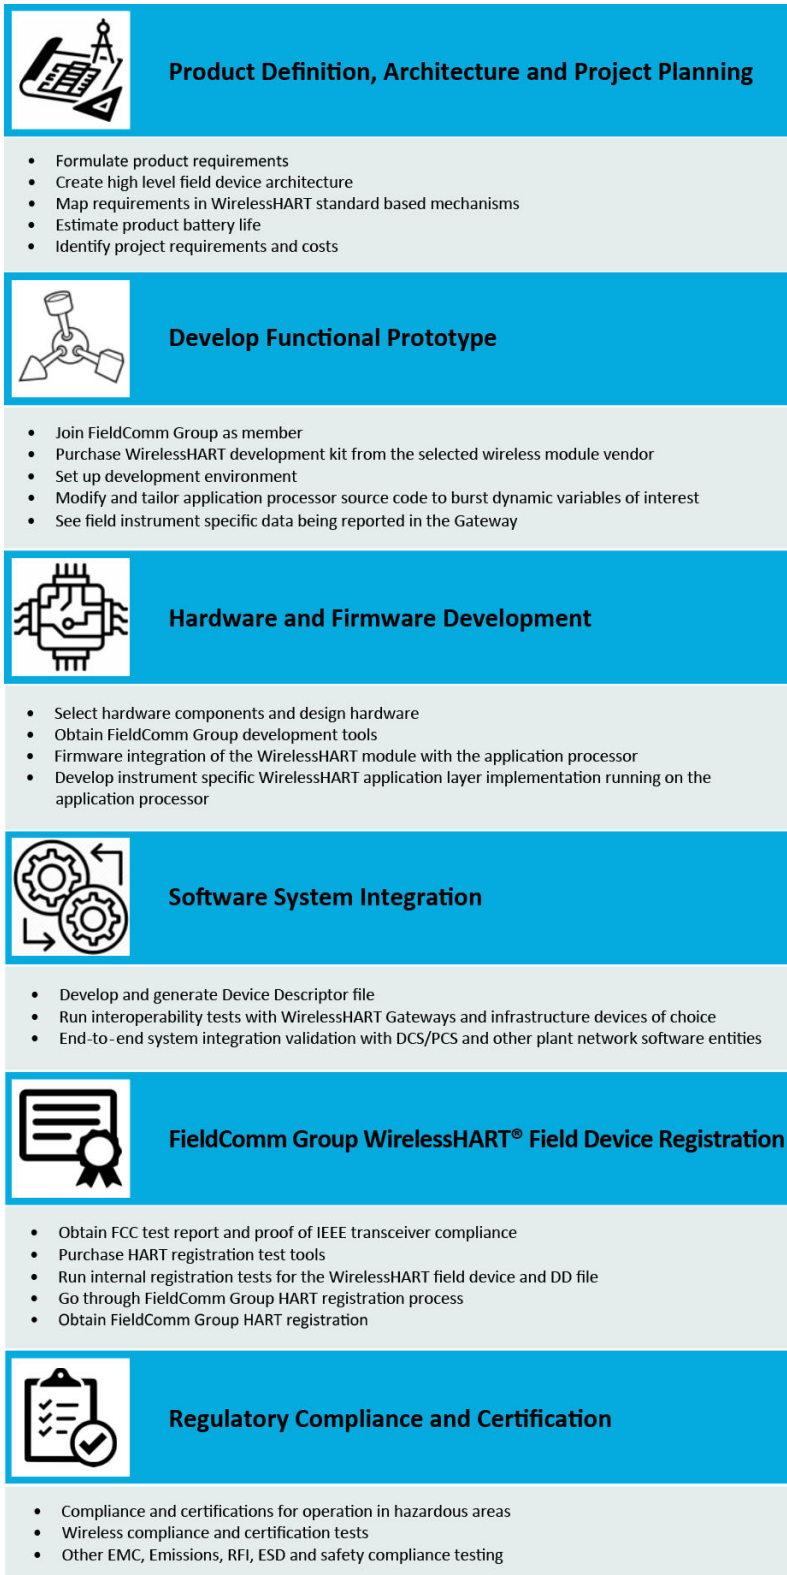 Product Definition, Architecture and Project Planning
• Formulate product requirements
• Create high level field device architecture
• Map requirements in WirelessHART standard based mechanisms
• Estimate product battery life
• Identify project requirements and costs
Develop Functional Prototype
• Join FieldComm Group as member
• Purchase WirelessHART development kit from the selected wireless module vendor
• Set up development environment
• Modify and tailor application processor source code to burst dynamic variables of interest
• See field instrument specific data being reported in the Gateway
Hardware and Firmware Development
• Select hardware components and design hardware
• Obtain FieldComm Group development tools
• Firmware integration of the WirelessHART module with the application processor
• Develop instrument specific WirelessHART application layer implementation running on the
application processor
Software System Integration
• Develop and generate Device Descriptor file
• Run interoperability tests with WirelessHART Gateways and infrastructure devices of choice
• End-to-end system integration validation with DCS/PCS and other plant network software entities
FieldComm Group WirelessHART® Field Device Registration
• Obtain FCC test report and proof of IEEE transceiver compliance
• Purchase HART registration test tools
• Run internal registration tests for the WirelessHART field device and DD file
• Go through FieldComm Group HART registration process
• Obtain FieldComm Group HART registration
Regulatory Compliance and Certification
• Compliance and certifications for operation in hazardous areas
• Wireless compliance and certification tests
• Other EMC, Emissions, RFI, ESD and safety compliance testing